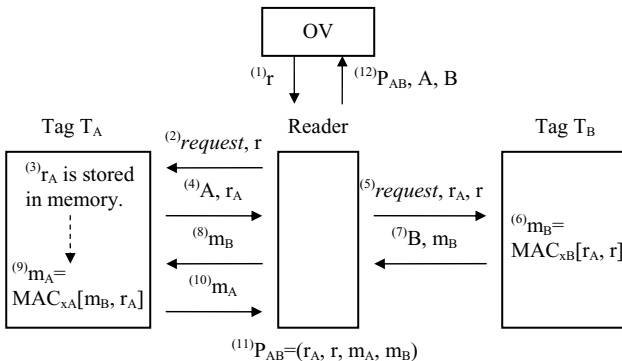 OV
(1)r
(12)P_AB, A, B
Tag T_A
Reader
Tag T_B
(2)request, r
(3)r_A is stored
in memory.
(4)A, r_A
(5)request, r_A, r
(6)m_B=
MAC_xB[r_A, r]
(7)B, m_B
(8)m_B
(9)m_A=
MAC_xA[m_B, r_A]
(10)m_A
(11)P_AB=(r_A, r, m_A, m_B)